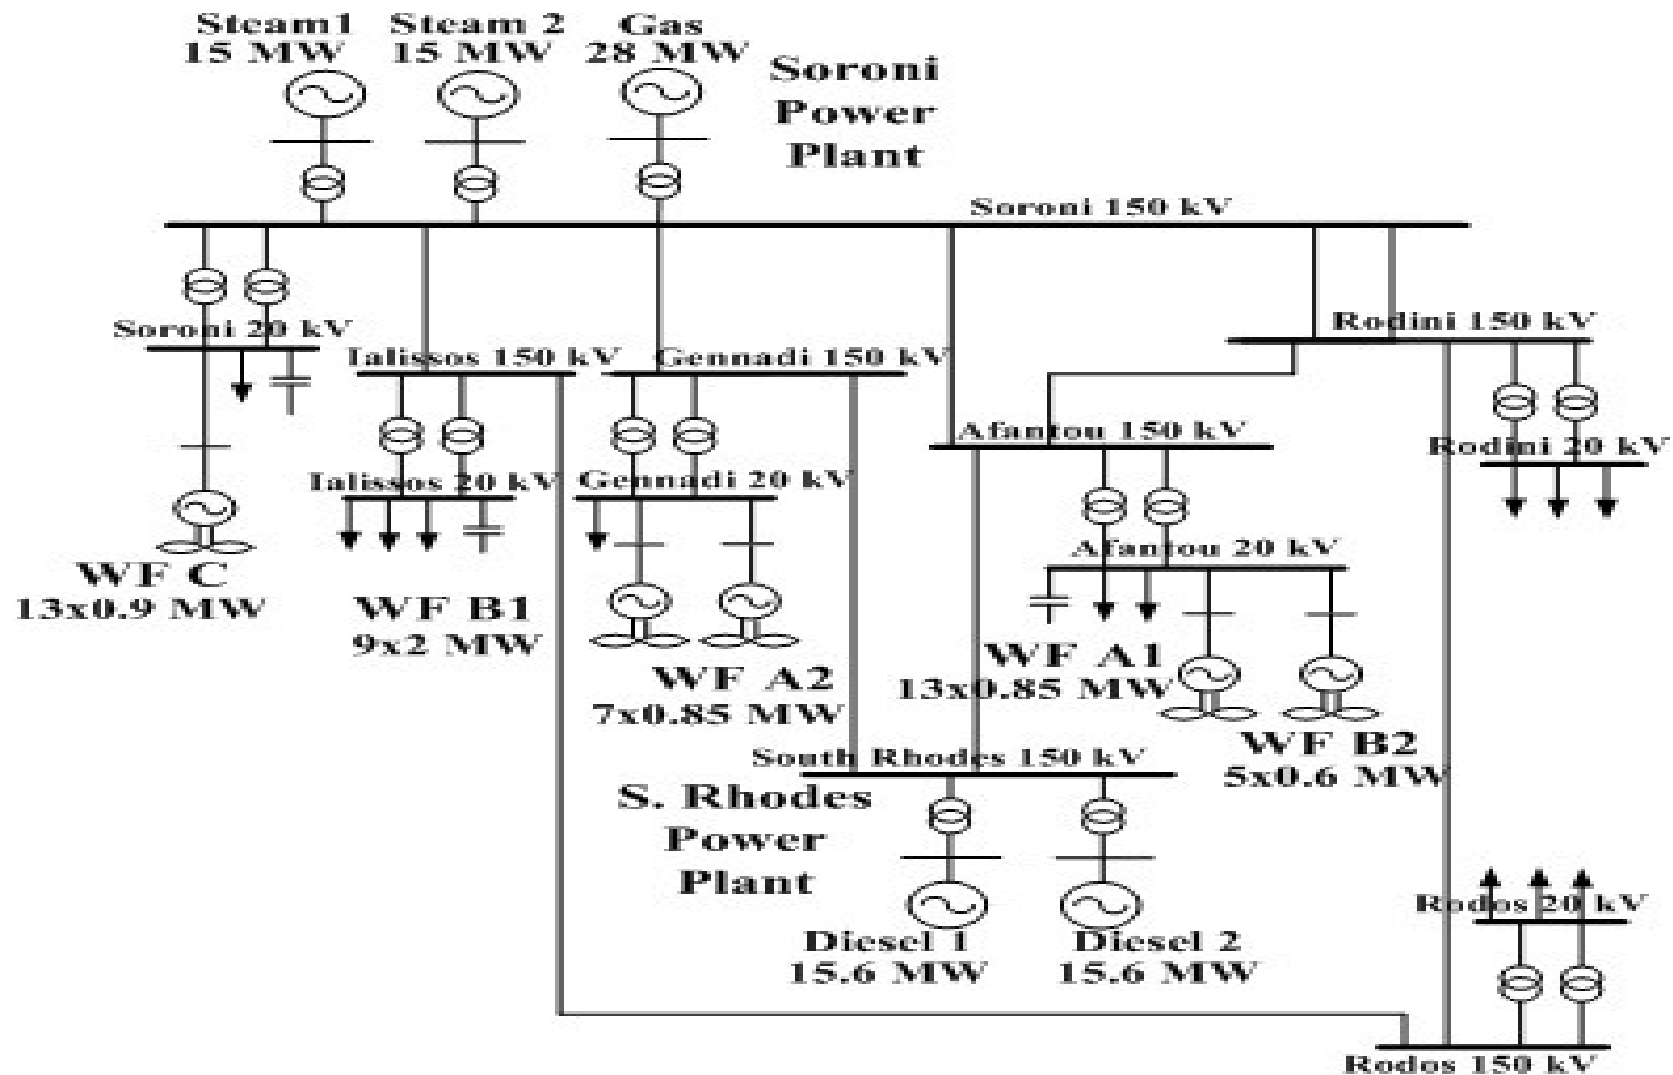 Steam1
15 MW
Steam 2
15 MW
Gas
28 MW
Soroni
Power
Plant
Soroni 150 kV
Soroni 20 kV
Ialissos 150 kV
Gennadi 150 kV
Rodini 150 kV
Afantou 150 kV
Rodini 20 kV
Ialissos 20 kV
Gennadi 20 kV
Afantou 20 kV
WF C
13x0.9 MW
WF B1
9x2 MW
WF A2
7x0.85 MW
WF A1
13x0.85 MW
WF B2
5x0.6 MW
South Rhodes 150 kV
S. Rhodes
Power
Plant
Diesel 1
15.6 MW
Diesel 2
15.6 MW
Rodos 20 kV
Rodos 150 kV